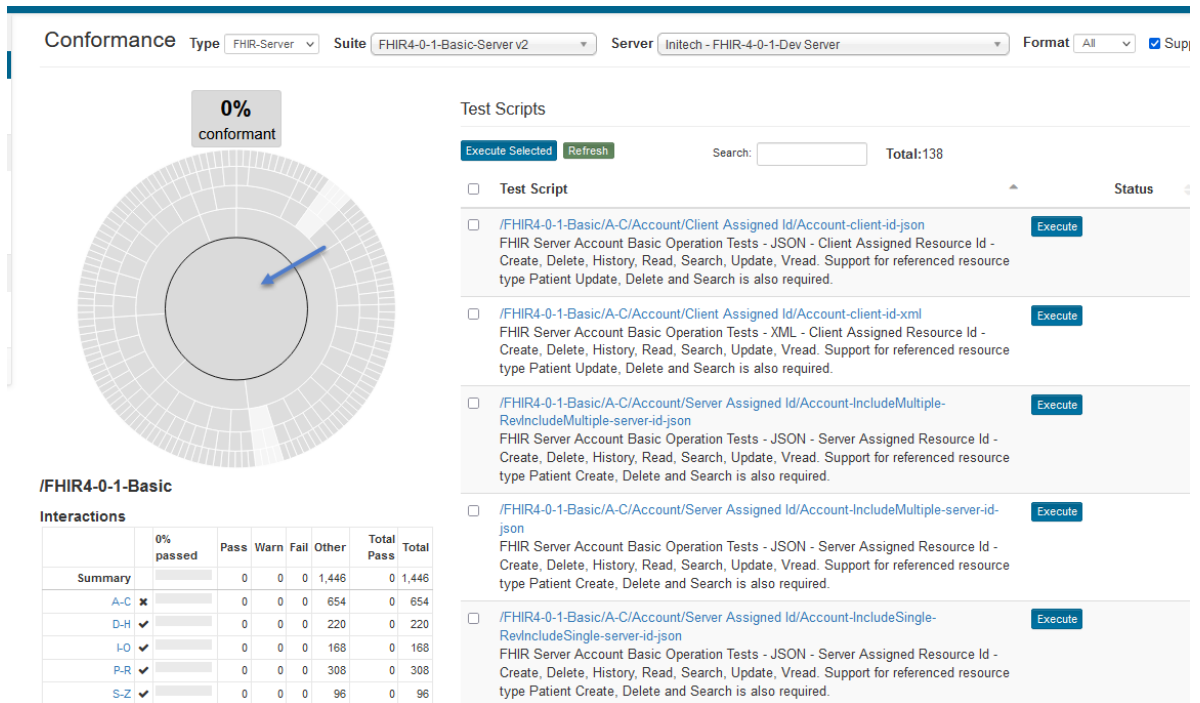 Conformance Type FHIR-Server Suite FHIR4-0-1-Basic-Server v2 Server Initech - FHIR-4-0-1-Dev Server Format All Supp
0%
conformant
Test Scripts
Execute Selected Refresh Search: Total:138
Test Script Status
/FHIR4-0-1-Basic/A-C/Account/Client Assigned Id/Account-client-id-json Execute
FHIR Server Account Basic Operation Tests - JSON - Client Assigned Resource Id -
Create, Delete, History, Read, Search, Update, Vread. Support for referenced resource
type Patient Update, Delete and Search is also required.
/FHIR4-0-1-Basic/A-C/Account/Client Assigned Id/Account-client-id-xml Execute
FHIR Server Account Basic Operation Tests - XML - Client Assigned Resource Id -
Create, Delete, History, Read, Search, Update, Vread. Support for referenced resource
type Patient Update, Delete and Search is also required.
/FHIR4-0-1-Basic/A-C/Account/Server Assigned Id/Account-IncludeMultiple- Execute
RevIncludeMultiple-server-id-json
FHIR Server Account Basic Operation Tests - JSON - Server Assigned Resource Id -
Create, Delete, History, Read, Search, Update, Vread. Support for referenced resource
type Patient Create, Delete and Search is also required.
/FHIR4-0-1-Basic/A-C/Account/Server Assigned Id/Account-IncludeMultiple-server-id- Execute
json
FHIR Server Account Basic Operation Tests - JSON - Server Assigned Resource Id -
Create, Delete, History, Read, Search, Update, Vread. Support for referenced resource
type Patient Create, Delete and Search is also required.
/FHIR4-0-1-Basic/A-C/Account/Server Assigned Id/Account-IncludeSingle- Execute
RevIncludeSingle-server-id-json
FHIR Server Account Basic Operation Tests - JSON - Server Assigned Resource Id -
Create, Delete, History, Read, Search, Update, Vread. Support for referenced resource
type Patient Create, Delete and Search is also required.
/FHIR4-0-1-Basic
Interactions
0% passed Pass Warn Fail Other Total Pass Total
Summary 0 0 0 1,446 0 1,446
A-C 0 0 0 654 0 654
D-H 0 0 0 220 0 220
I-O 0 0 0 168 0 168
P-R 0 0 0 308 0 308
S-Z 0 0 0 96 0 96